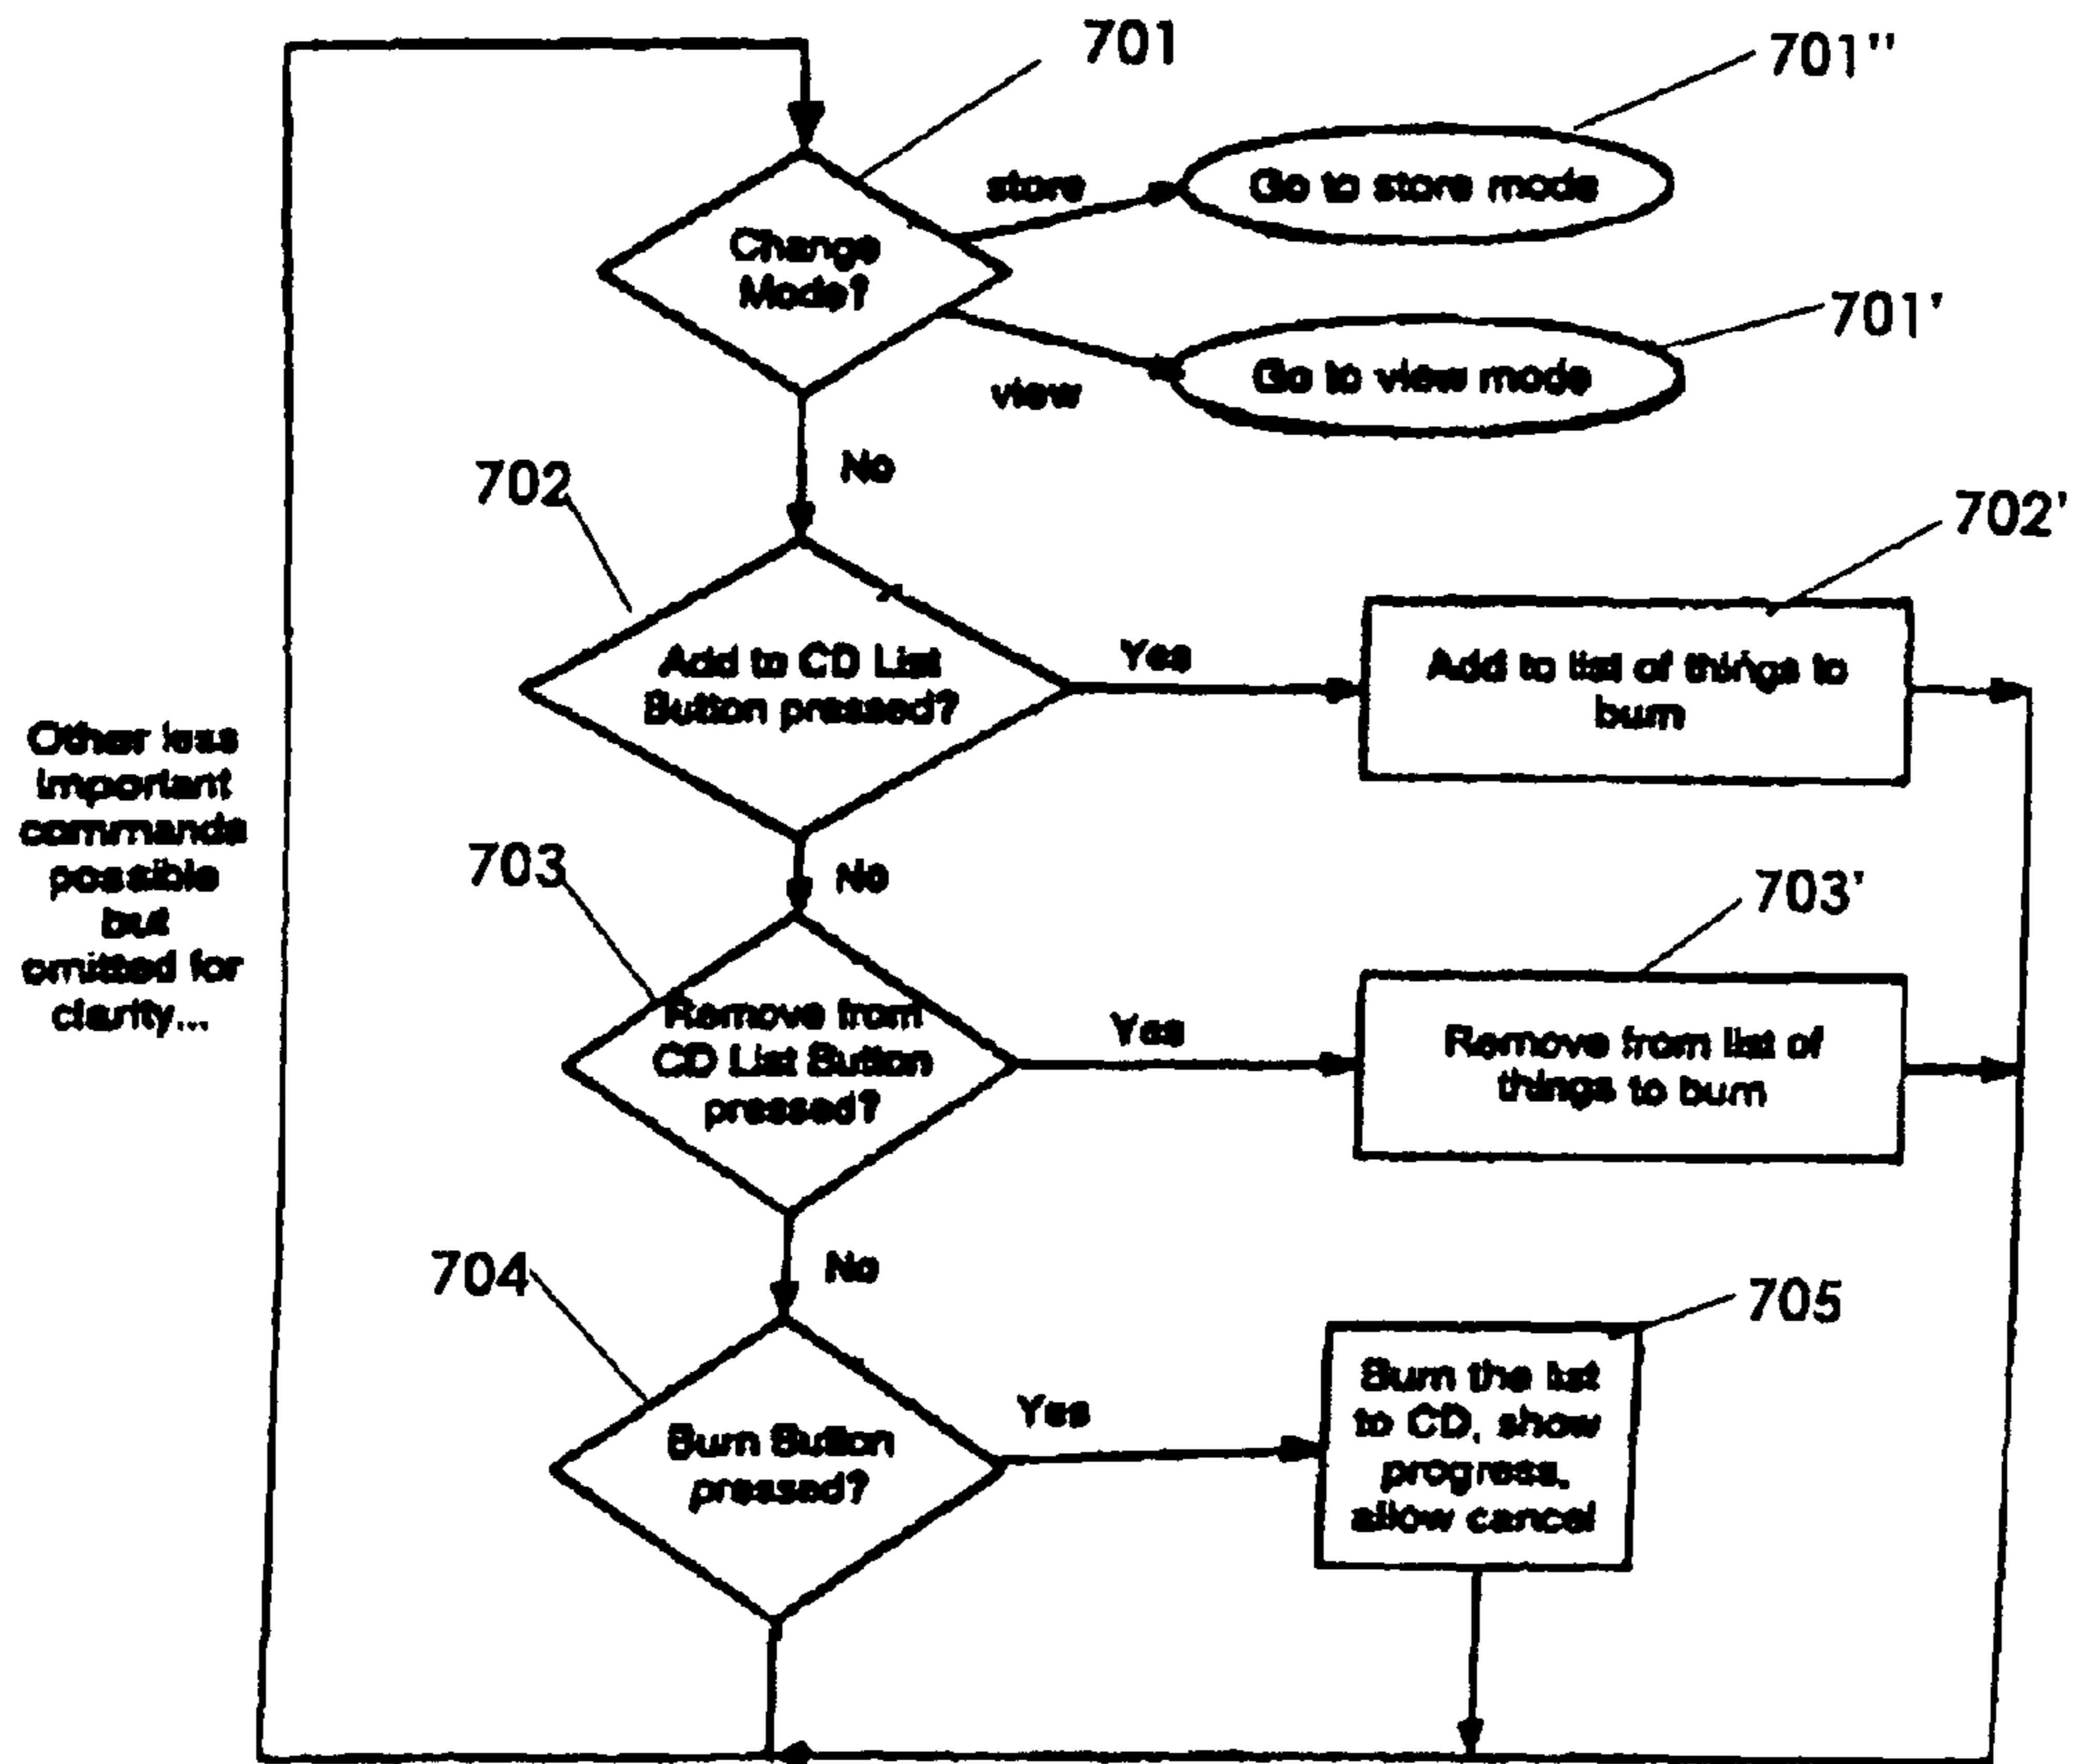 701
701''
store
Go to store mode
Change
Mode?
701'
Go to view mode
view
No
702
702'
Add to CD List
Button pressed?
Yes
Add to list of things to
burn
Other less
important
commands
possible
but
omitted for
clarity...
No
703
703'
Remove from
CD List Button
pressed?
Yes
Remove from list of
things to burn
No
704
705
Burn Button
pressed?
Yes
Burn the list
to CD, show
progress,
allow cancel